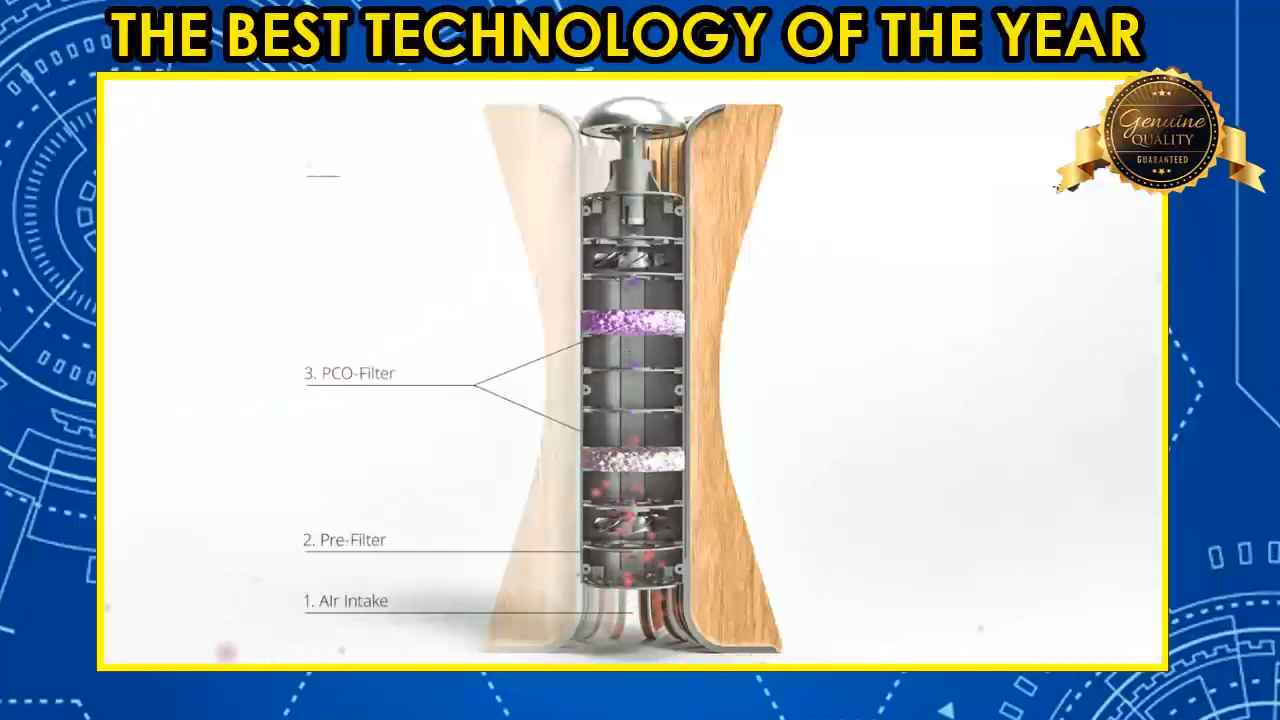 THE BEST TECHNOLOGY OF THE YEAR
Genuine
QUALITY
GUARANTEED
3. PCO-Filter
2. Pre-Filter
1. AIr Intake